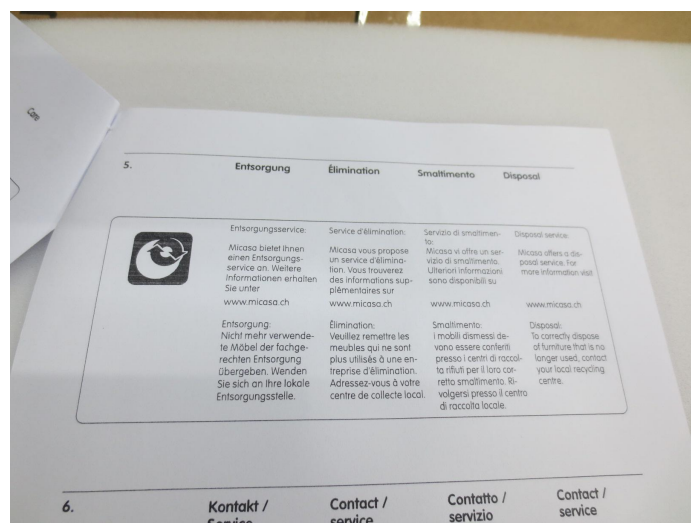 Care
5.
Entsorgung
Élimination
Smaltimento
Disposal
Entsorgungsservice:
Micasa bietet Ihnen
einen Entsorgungs-
service an. Weitere
Informationen erhalten
Sie unter
www.micasa.ch
Entsorgung:
Nicht mehr verwende-
te Möbel der fachge-
rechten Entsorgung
übergeben. Wenden
Sie sich an Ihre lokale
Entsorgungsstelle.
Service d'élimination:
Micasa vous propose
un service d'élimina-
tion. Vous trouverez
des informations sup-
plémentaires sur
www.micasa.ch
Élimination:
Veuillez remettre les
meubles qui ne sont
plus utilisés à une en-
treprise d'élimination.
Adressez-vous à votre
centre de collecte local.
Servizio di smaltimen-
to:
Micasa vi offre un ser-
vizio di smaltimento.
Ulteriori informazioni
sono disponibili su
www.micasa.ch
Smaltimento:
i mobili dismessi de-
vono essere conferiti
presso i centri di raccol-
ta rifiuti per il loro cor-
retto smaltimento. Ri-
volgersi presso il centro
di raccolta locale.
Disposal service:
Micasa offers a dis-
posal service. For
more information visit
www.micasa.ch
Disposal:
To correctly dispose
of furniture that is no
longer used, contact
your local recycling
centre.
6.
Kontakt /
Service
Contact /
service
Contatto /
servizio
Contact /
service